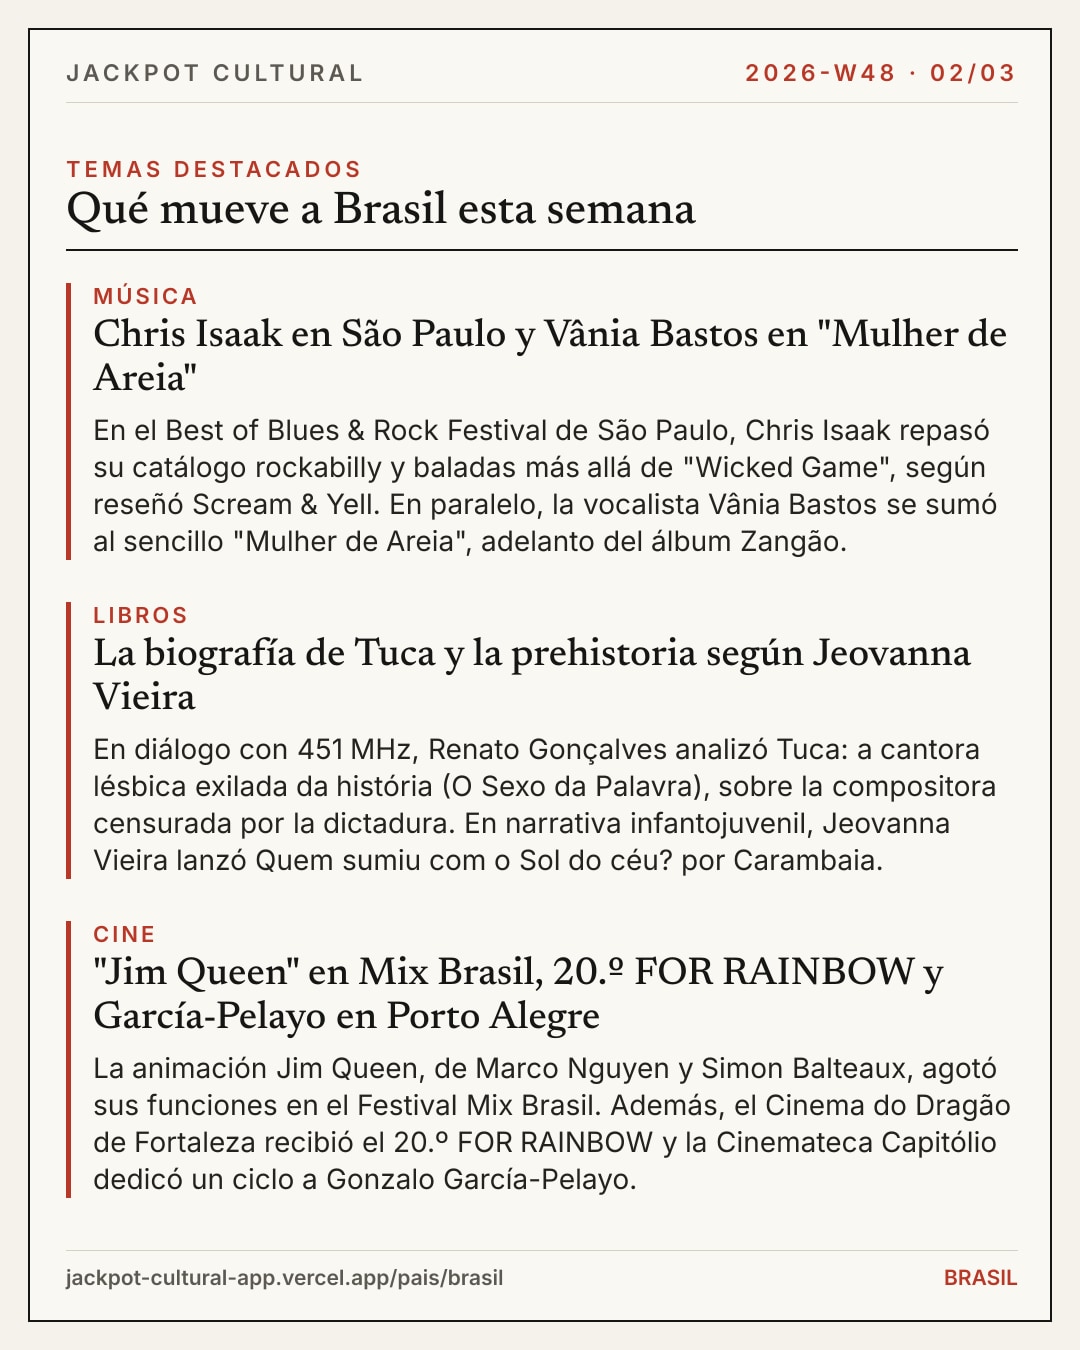 JACKPOT CULTURAL
2026-W48 · 02/03
TEMAS DESTACADOS
Qué mueve a Brasil esta semana
MÚSICA
Chris Isaak en São Paulo y Vânia Bastos en "Mulher de
Areia"
En el Best of Blues & Rock Festival de São Paulo, Chris Isaak repasó
su catálogo rockabilly y baladas más allá de "Wicked Game", según
reseñó Scream & Yell. En paralelo, la vocalista Vânia Bastos se sumó
al sencillo "Mulher de Areia", adelanto del álbum Zangão.
LIBROS
La biografía de Tuca y la prehistoria según Jeovanna
Vieira
En diálogo con 451 MHz, Renato Gonçalves analizó Tuca: a cantora
lésbica exilada da história (O Sexo da Palavra), sobre la compositora
censurada por la dictadura. En narrativa infantojuvenil, Jeovanna
Vieira lanzó Quem sumiu com o Sol do céu? por Carambaia.
CINE
"Jim Queen" en Mix Brasil, 20.º FOR RAINBOW y
García-Pelayo en Porto Alegre
La animación Jim Queen, de Marco Nguyen y Simon Balteaux, agotó
sus funciones en el Festival Mix Brasil. Además, el Cinema do Dragão
de Fortaleza recibió el 20.º FOR RAINBOW y la Cinemateca Capitólio
dedicó un ciclo a Gonzalo García-Pelayo.
jackpot-cultural-app.vercel.app/pais/brasil
BRASIL